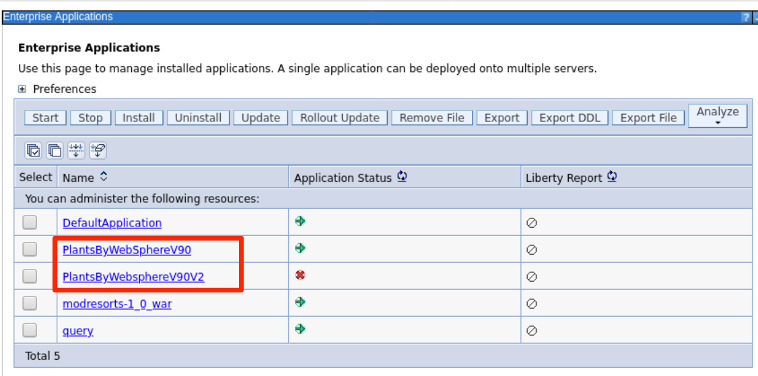 Enterprise Applications
?
Enterprise Applications
Use this page to manage installed applications. A single application can be deployed onto multiple servers.
Preferences
Start Stop Install Uninstall Update Rollout Update Remove File Export Export DDL Export File Analyze
Select Name Application Status Liberty Report
You can administer the following resources:
DefaultApplication
PlantsByWebSphereV90
PlantsByWebsphereV90V2
modresorts-1_0_war
query
Total 5